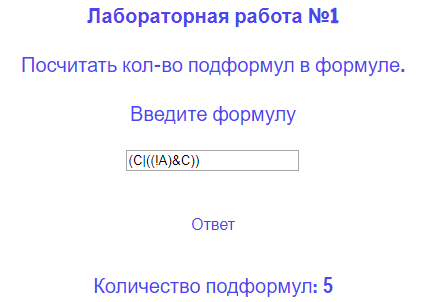 Лабораторная работа №1
Посчитать кол-во подформул в формуле.
Введите формулу
(C|((!A)&C))
Ответ
Количество подформул: 5